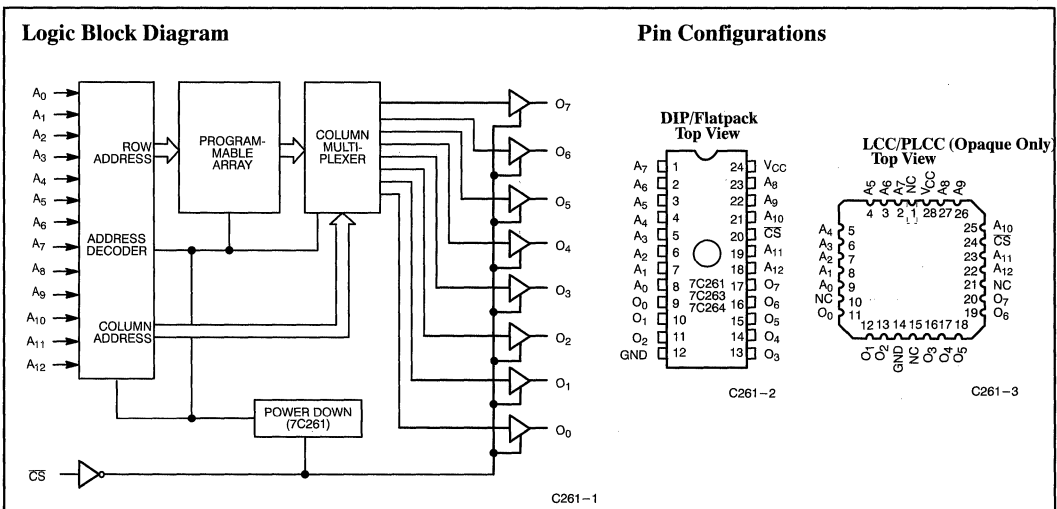 Logic Block Diagram
A0
A1
A2
A3
A4
A5
A6
A7
A8
A9
A10
A11
A12
ROW
ADDRESS
ADDRESS
DECODER
COLUMN
ADDRESS
PROGRAM-
MABLE
ARRAY
COLUMN
MULTI-
PLEXER
POWER DOWN
(7C261)
CS
O7
O6
O5
O4
O3
O2
O1
O0
C261-1
Pin Configurations
DIP/Flatpack
Top View
A7 1 24 VCC
A6 2 23 A8
A5 3 22 A9
A4 4 21 A10
A3 5 20 CS
A2 6 19 A11
A1 7 18 A12
A0 8 7C261 17 O7
O0 9 7C263 16 O6
O1 10 7C264 15 O5
O2 11 14 O4
GND 12 13 O3
C261-2
LCC/PLCC (Opaque Only)
Top View
A5 A6 A7 NC VCC A8 A9
4 3 2 1 28 27 26
A4 5 25 A10
A3 6 24 CS
A2 7 23 A11
A1 8 22 A12
A0 9 21 NC
NC 10 20 O7
O0 11 19 O6
12 13 14 15 16 17 18
O1 O2 GND NC O3 O4 O5
C261-3